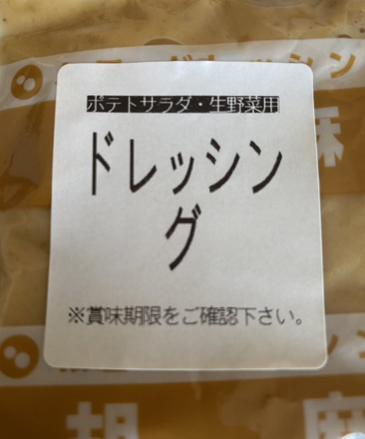 ポテトサラダ・生野菜用
ドレッシン
グ
※賞味期限をご確認下さい。